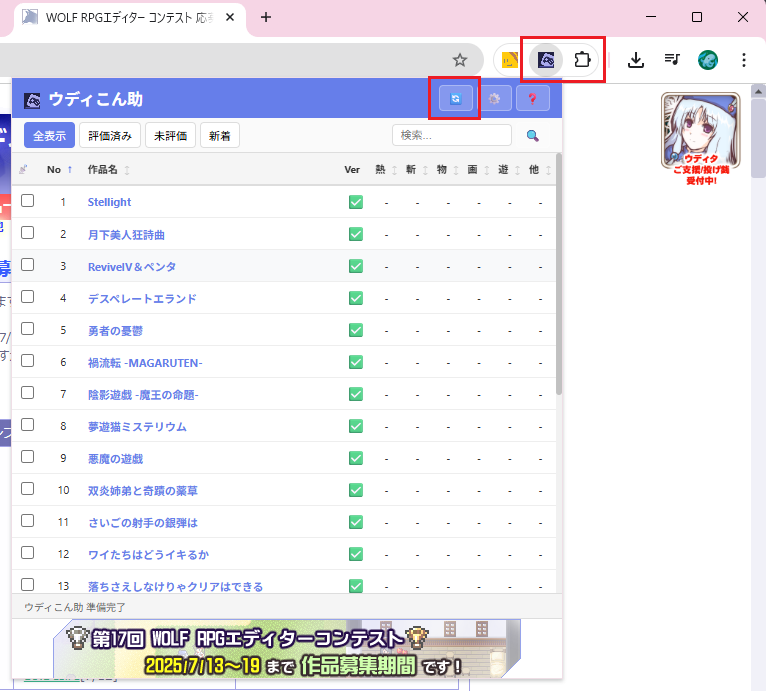 WOLF RPGエディター コンテスト 応募
ウディこん助
全表示 評価済み 未評価 新着 検索...
No ↑ 作品名 Ver 熱 斬 物 画 遊 他
1 Stellight ✅ - - - - - -
2 月下美人狂詩曲 ✅ - - - - - -
3 ReviveⅣ＆ペンタ ✅ - - - - - -
4 デスペレートエランド ✅ - - - - - -
5 勇者の憂鬱 ✅ - - - - - -
6 禍流転 -MAGARUTEN- ✅ - - - - - -
7 陰影遊戯 -魔王の命題- ✅ - - - - - -
8 夢遊猫ミステリウム ✅ - - - - - -
9 悪魔の遊戯 ✅ - - - - - -
10 双炎姉弟と奇蹟の薬草 ✅ - - - - - -
11 さいごの射手の銀弾は ✅ - - - - - -
12 ワイたちはどうイキるか ✅ - - - - - -
13 落ちさえしなけりゃクリアはできる ✅ - - - - - -
ウディこん助 準備完了
第17回 WOLF RPGエディターコンテスト
2025/7/13～19 まで 作品募集期間 です！
ウディタ
ご支援/投げ銭
受付中!